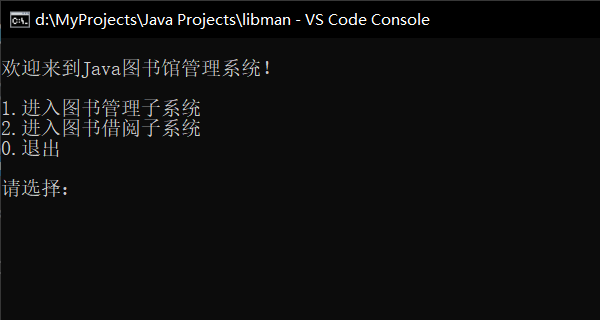 d:\MyProjects\Java Projects\libman - VS Code Console
欢迎来到Java图书馆管理系统！
1.进入图书管理子系统
2.进入图书借阅子系统
0.退出
请选择：